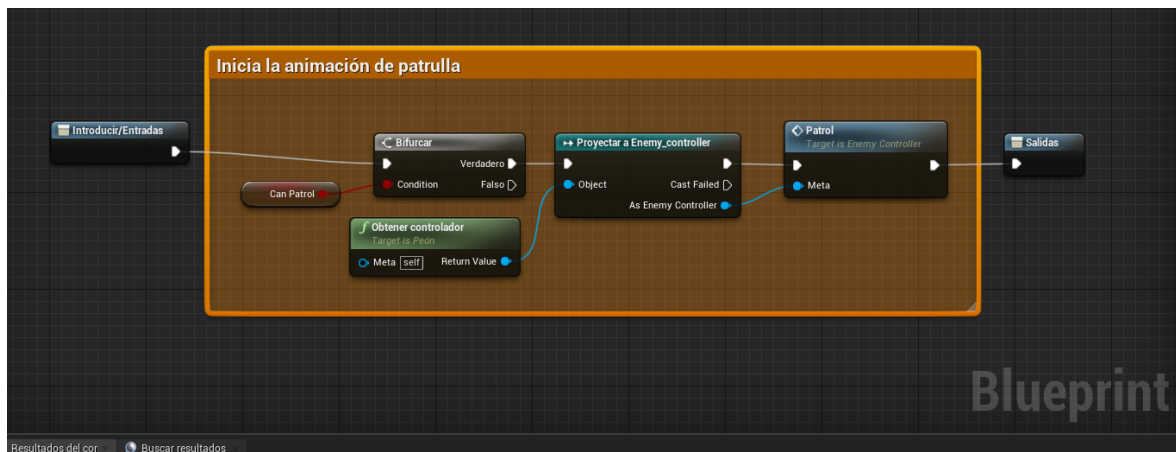 Inicia la animación de patrulla
Introducir/Entradas
Bifurcar
Verdadero
Condition
Falso
Can Patrol
f Obtener controlador
Target is Peón
Meta self
Return Value
Proyectar a Enemy_controller
Object
Cast Failed
As Enemy Controller
Patrol
Target is Enemy Controller
Meta
Salidas
Blueprint
Resultados del cor
Buscar resultados